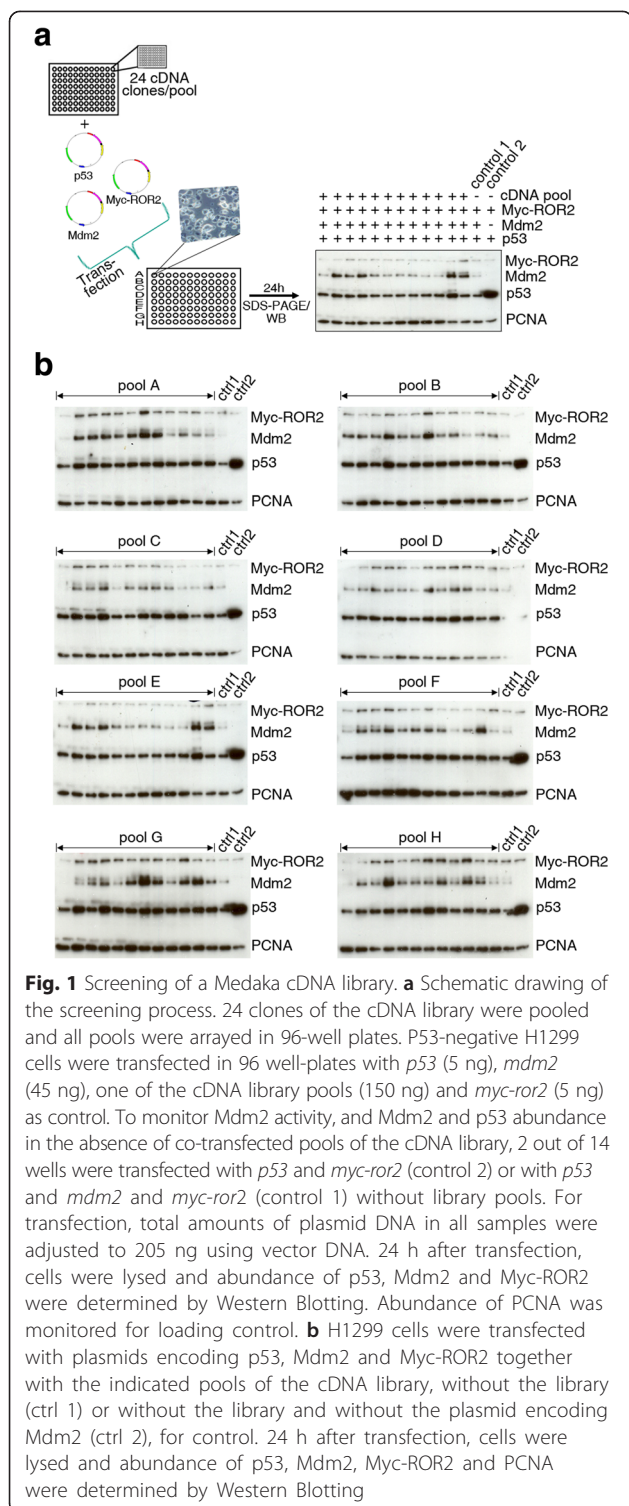 a
24 cDNA
clones/pool
+
p53
Myc-ROR2
Mdm2
Trans-
fection
A
B
C
D
E
F
G
H
24h
SDS-PAGE/
WB
control 1
control 2
+ + + + + + + + + + + + - - cDNA pool
+ + + + + + + + + + + + + + Myc-ROR2
+ + + + + + + + + + + + + - Mdm2
+ + + + + + + + + + + + + + p53
Myc-ROR2
Mdm2
p53
PCNA
b
pool A
ctrl1
ctrl2
Myc-ROR2
Mdm2
p53
PCNA
pool B
ctrl1
ctrl2
Myc-ROR2
Mdm2
p53
PCNA
pool C
ctrl1
ctrl2
Myc-ROR2
Mdm2
p53
PCNA
pool D
ctrl1
ctrl2
Myc-ROR2
Mdm2
p53
PCNA
pool E
ctrl1
ctrl2
Myc-ROR2
Mdm2
p53
PCNA
pool F
ctrl1
ctrl2
Myc-ROR2
Mdm2
p53
PCNA
pool G
ctrl1
ctrl2
Myc-ROR2
Mdm2
p53
PCNA
pool H
ctrl1
ctrl2
Myc-ROR2
Mdm2
p53
PCNA
Fig. 1 Screening of a Medaka cDNA library. a Schematic drawing of
the screening process. 24 clones of the cDNA library were pooled
and all pools were arrayed in 96-well plates. P53-negative H1299
cells were transfected in 96 well-plates with p53 (5 ng), mdm2
(45 ng), one of the cDNA library pools (150 ng) and myc-ror2 (5 ng)
as control. To monitor Mdm2 activity, and Mdm2 and p53 abundance
in the absence of co-transfected pools of the cDNA library, 2 out of 14
wells were transfected with p53 and myc-ror2 (control 2) or with p53
and mdm2 and myc-ror2 (control 1) without library pools. For
transfection, total amounts of plasmid DNA in all samples were
adjusted to 205 ng using vector DNA. 24 h after transfection,
cells were lysed and abundance of p53, Mdm2 and Myc-ROR2
were determined by Western Blotting. Abundance of PCNA was
monitored for loading control. b H1299 cells were transfected
with plasmids encoding p53, Mdm2 and Myc-ROR2 together
with the indicated pools of the cDNA library, without the library
(ctrl 1) or without the library and without the plasmid encoding
Mdm2 (ctrl 2), for control. 24 h after transfection, cells were
lysed and abundance of p53, Mdm2, Myc-ROR2 and PCNA
were determined by Western Blotting